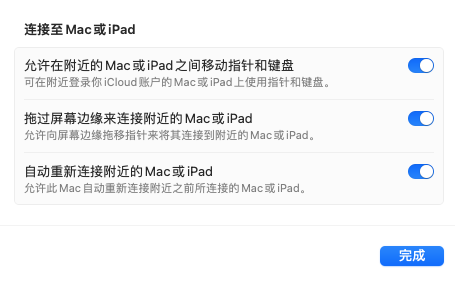 连接至 Mac 或 iPad
允许在附近的 Mac 或 iPad 之间移动指针和键盘
可在附近登录你 iCloud 账户的 Mac 或 iPad 上使用指针和键盘。
拖过屏幕边缘来连接附近的 Mac 或 iPad
允许向屏幕边缘拖移指针来将其连接到附近的 Mac 或 iPad。
自动重新连接附近的 Mac 或 iPad
允许此 Mac 自动重新连接附近之前所连接的 Mac 或 iPad。
完成